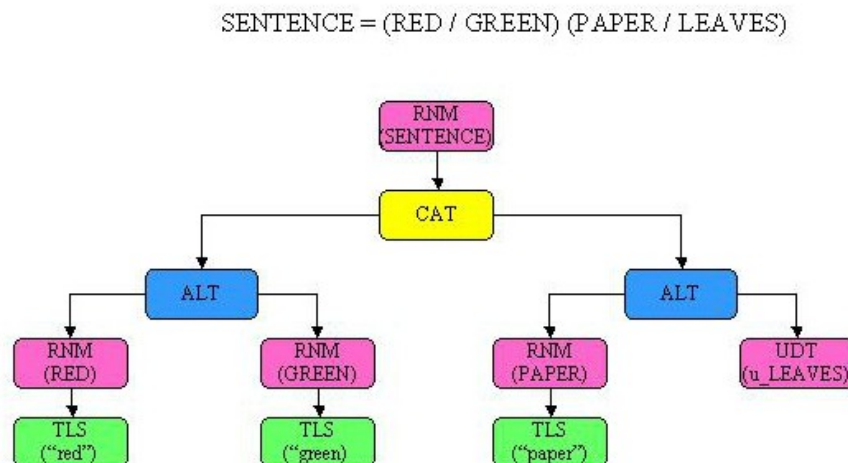 SENTENCE = (RED / GREEN) (PAPER / LEAVES)
RNM
(SENTENCE)
CAT
ALT
ALT
RNM
(RED)
RNM
(GREEN)
RNM
(PAPER)
UDT
(u_LEAVES)
TLS
(“red”)
TLS
(“green)
TLS
(“paper”)